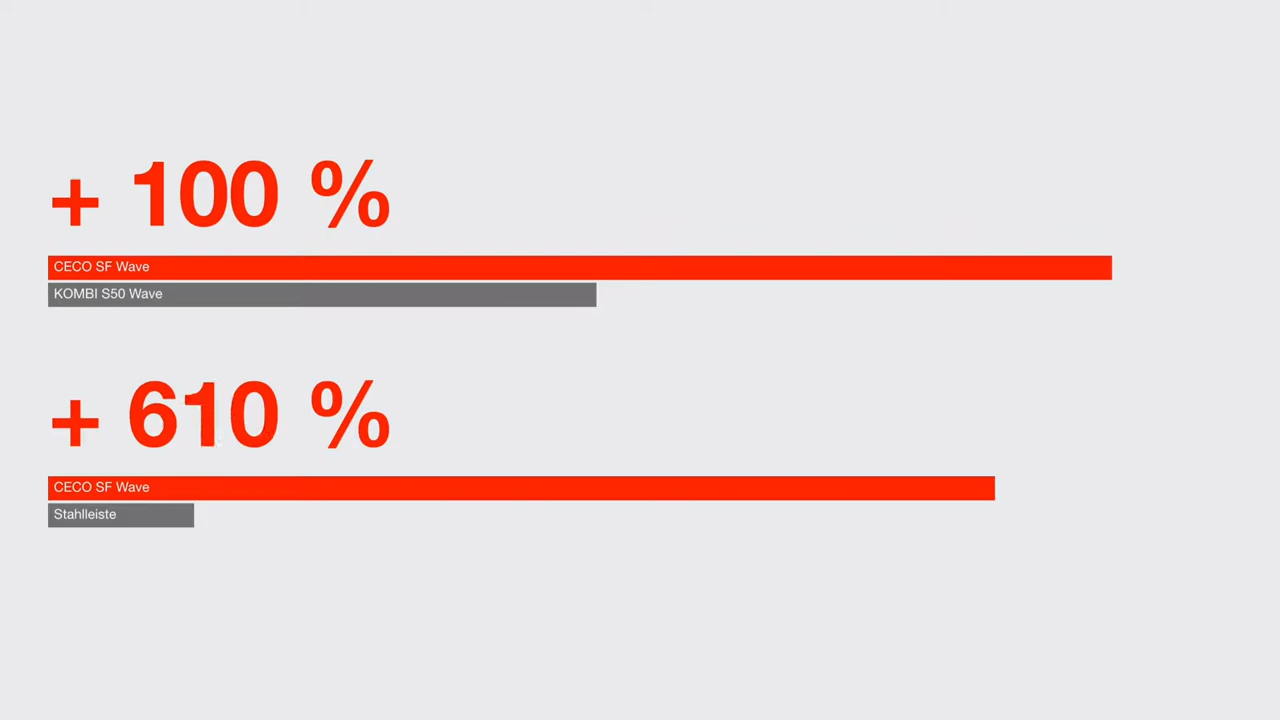 + 100 %
CECO SF Wave
KOMBI S50 Wave
+ 610 %
CECO SF Wave
Stahlleiste